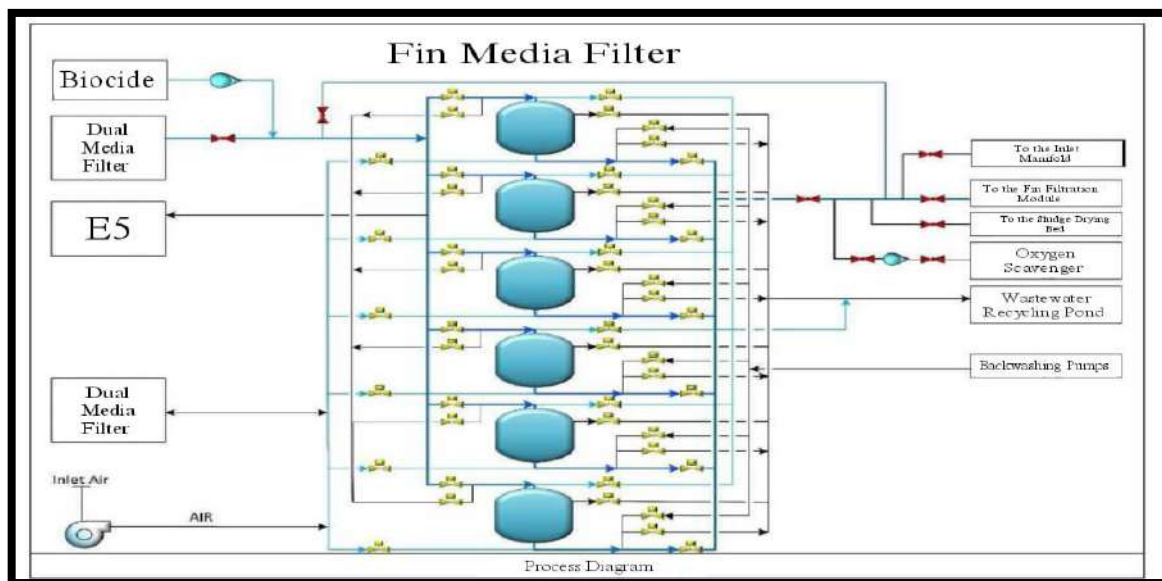 Fin Media Filter
Biocide
Dual
Media
Filter
E5
Dual
Media
Filter
Inlet Air
AIR
To the Inlet
Manifold
To the Fin Filtration
Module
To the Sludge Drying
Bed
Oxygen
Scavenger
Wastewater
Recycling Pond
Backwashing Pumps
Process Diagram